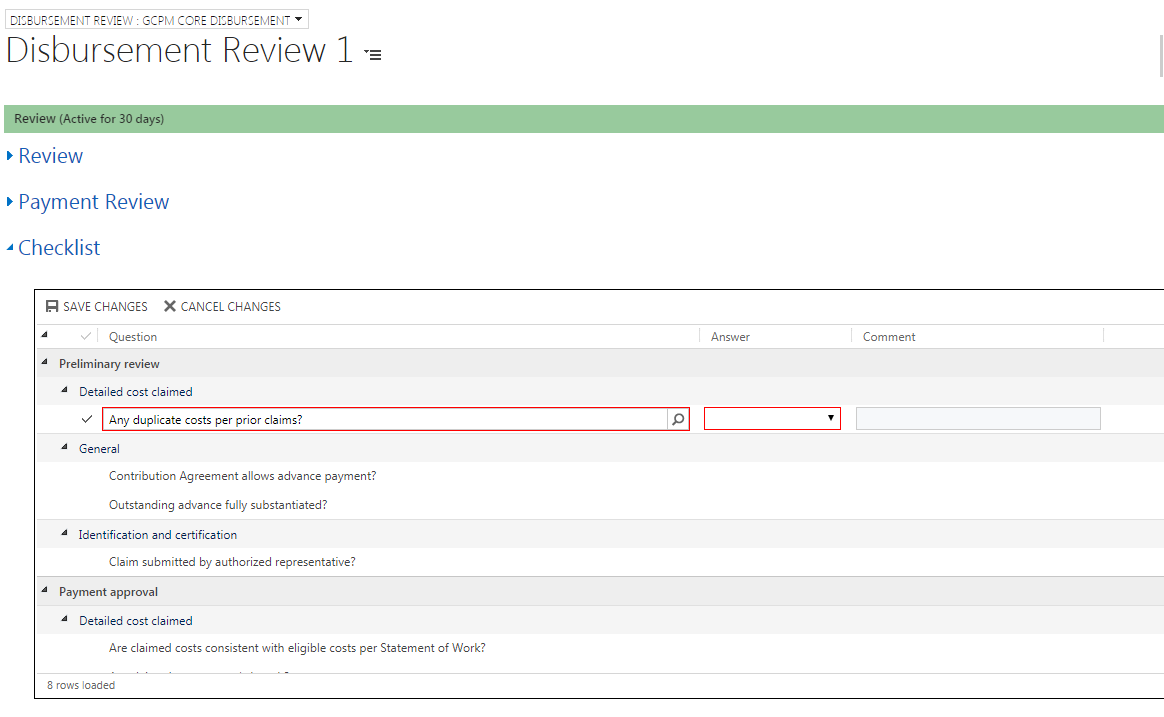 DISBURSEMENT REVIEW : GCPM CORE DISBURSEMENT
Disbursement Review 1
Review (Active for 30 days)
Review
Payment Review
Checklist
SAVE CHANGES CANCEL CHANGES
Question Answer Comment
Preliminary review
Detailed cost claimed
Any duplicate costs per prior claims?
General
Contribution Agreement allows advance payment?
Outstanding advance fully substantiated?
Identification and certification
Claim submitted by authorized representative?
Payment approval
Detailed cost claimed
Are claimed costs consistent with eligible costs per Statement of Work?
8 rows loaded